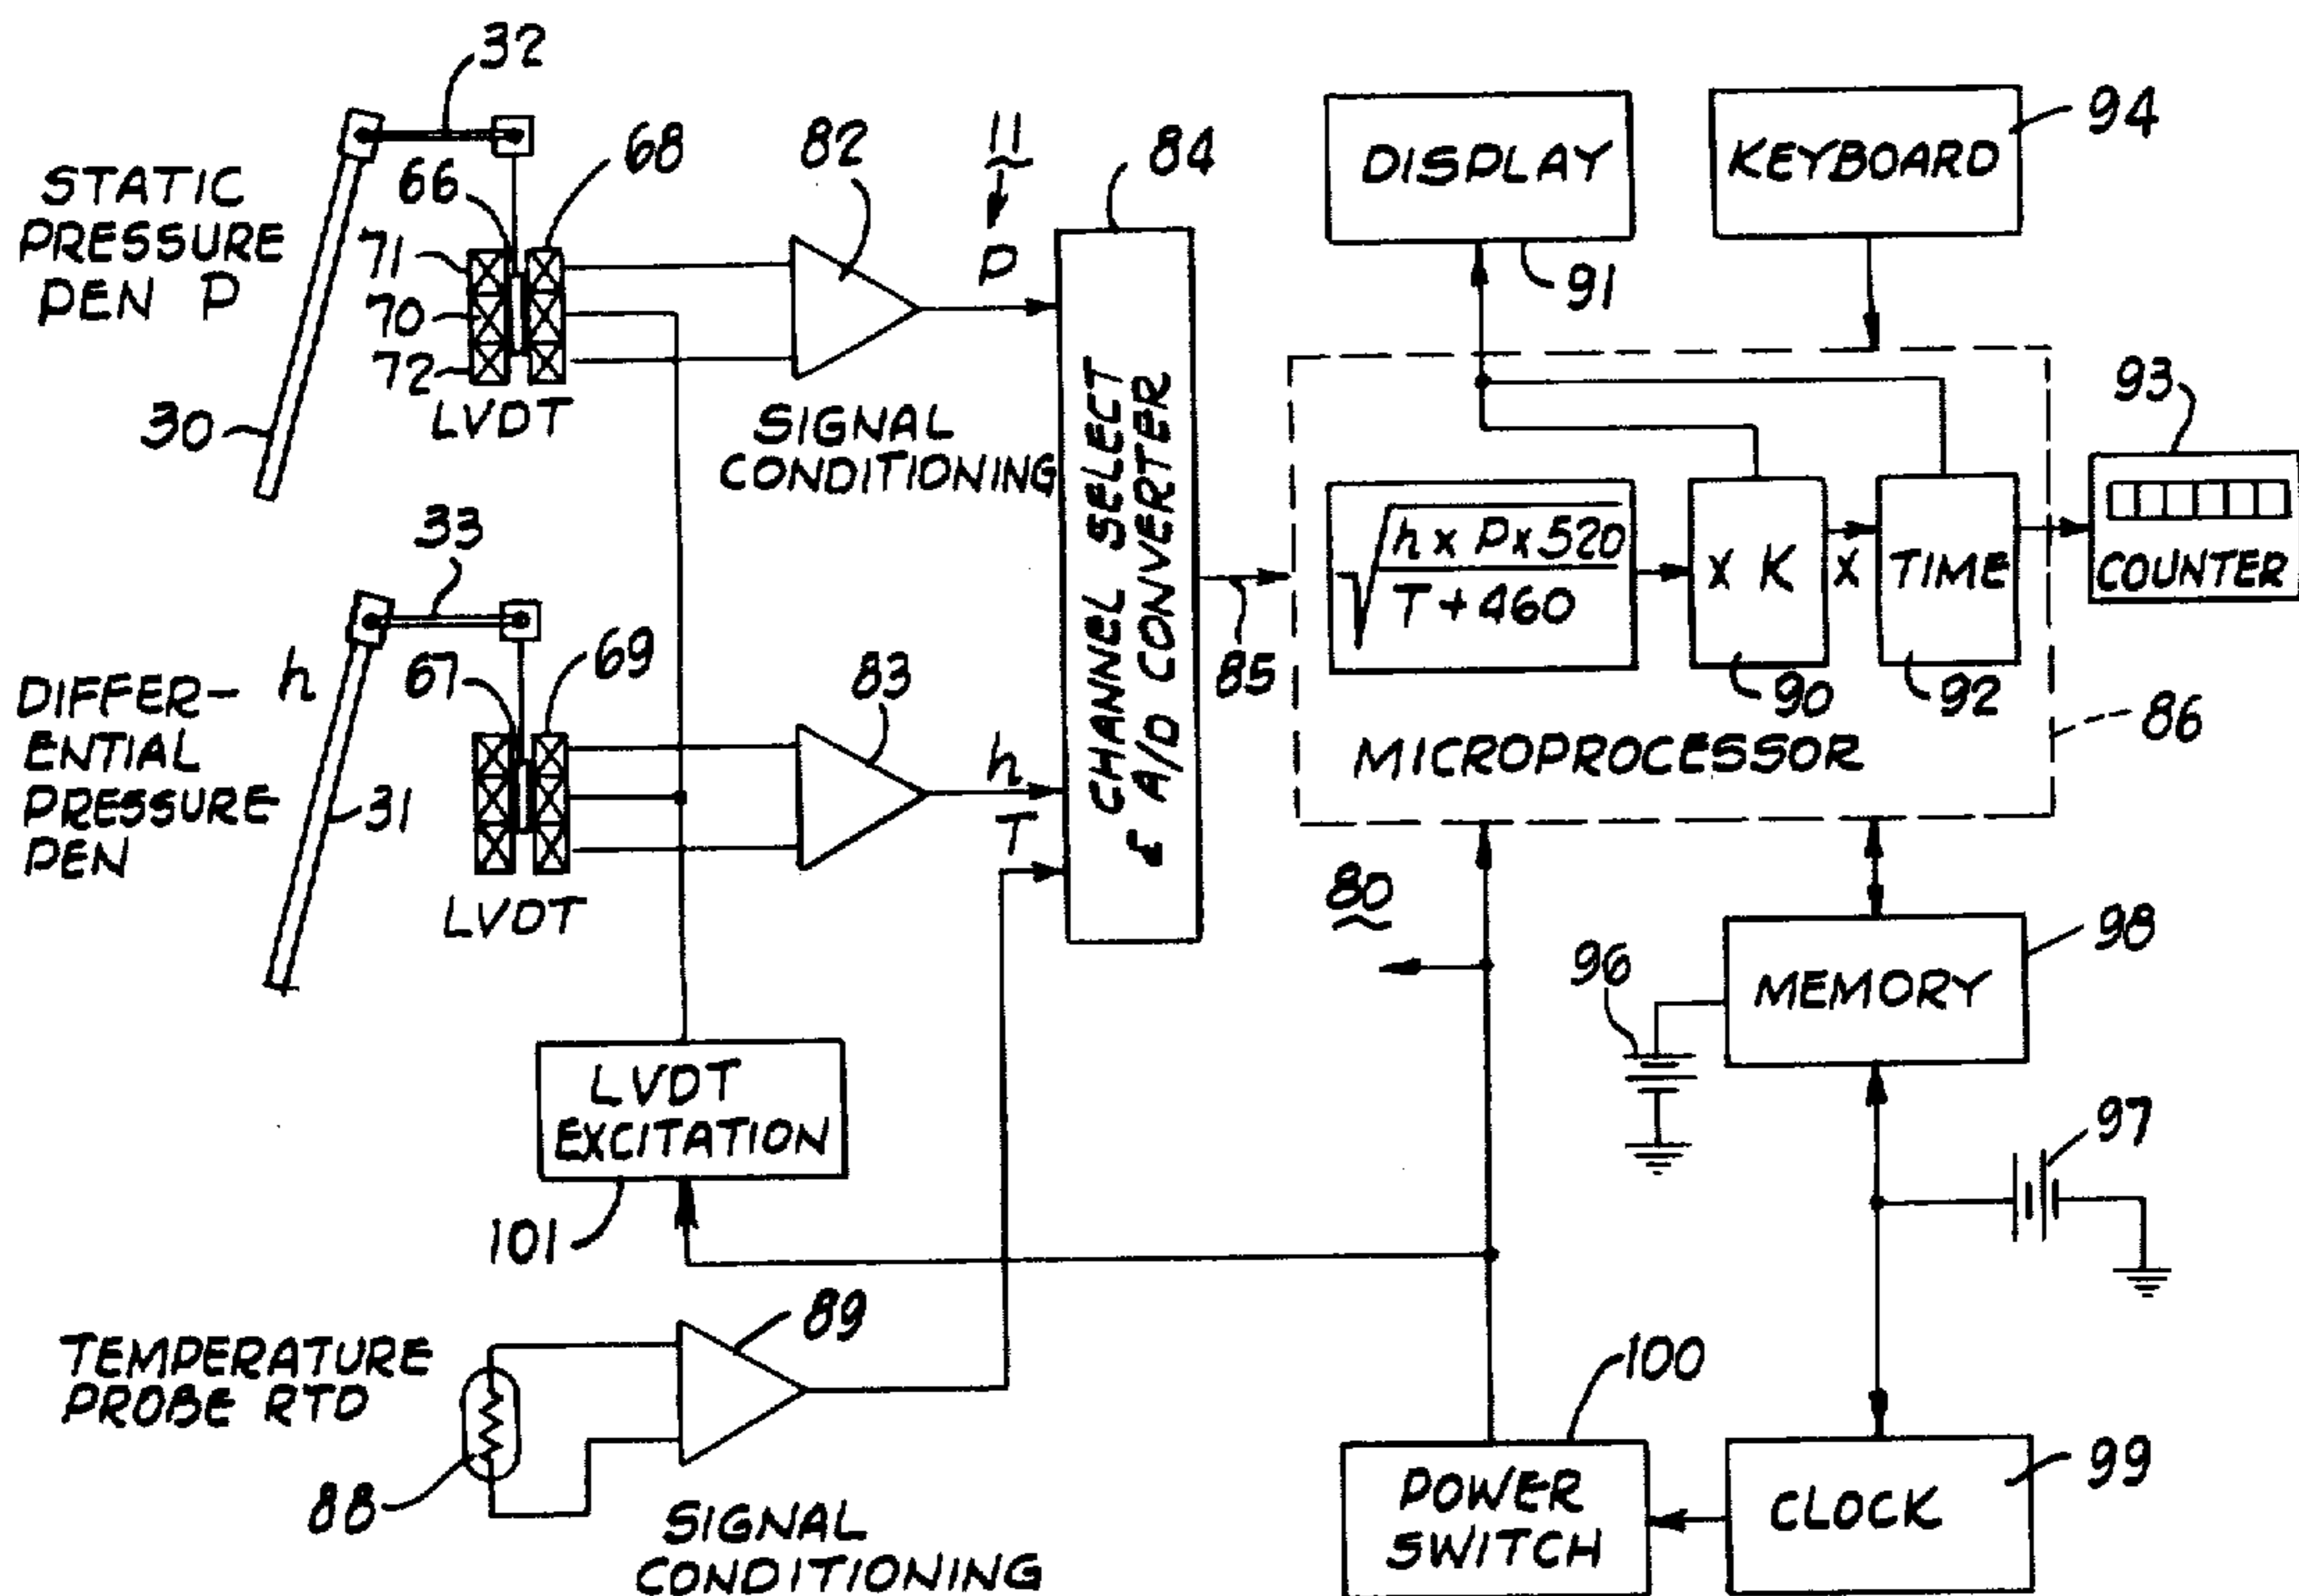 32
STATIC
PRESSURE
PEN P
66
68
71
70
72
LVDT
30
82
SIGNAL
CONDITIONING
11
P
84
CHANNEL SELECT
& A/D CONVERTER
DISPLAY
91
KEYBOARD
94
93
COUNTER
√
h x P x 520
T + 460
x K
x
TIME
90
92
85
MICROPROCESSOR
86
33
DIFFER-
ENTIAL
PRESSURE
PEN
h
31
67
69
LVDT
83
h
T
80
96
MEMORY
98
97
LVDT
EXCITATION
101
TEMPERATURE
PROBE RTD
88
89
SIGNAL
CONDITIONING
100
POWER
SWITCH
CLOCK
99